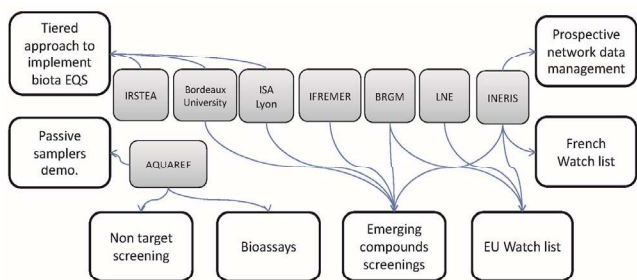 Tiered
approach to
implement
biota EQS
Prospective
network data
management
IRSTEA
Bordeaux
University
ISA
Lyon
IFREMER
BRGM
LNE
INERIS
Passive
samplers
demo.
AQUAREF
French
Watch list
Non target
screening
Bioassays
Emerging
compounds
screenings
EU Watch list